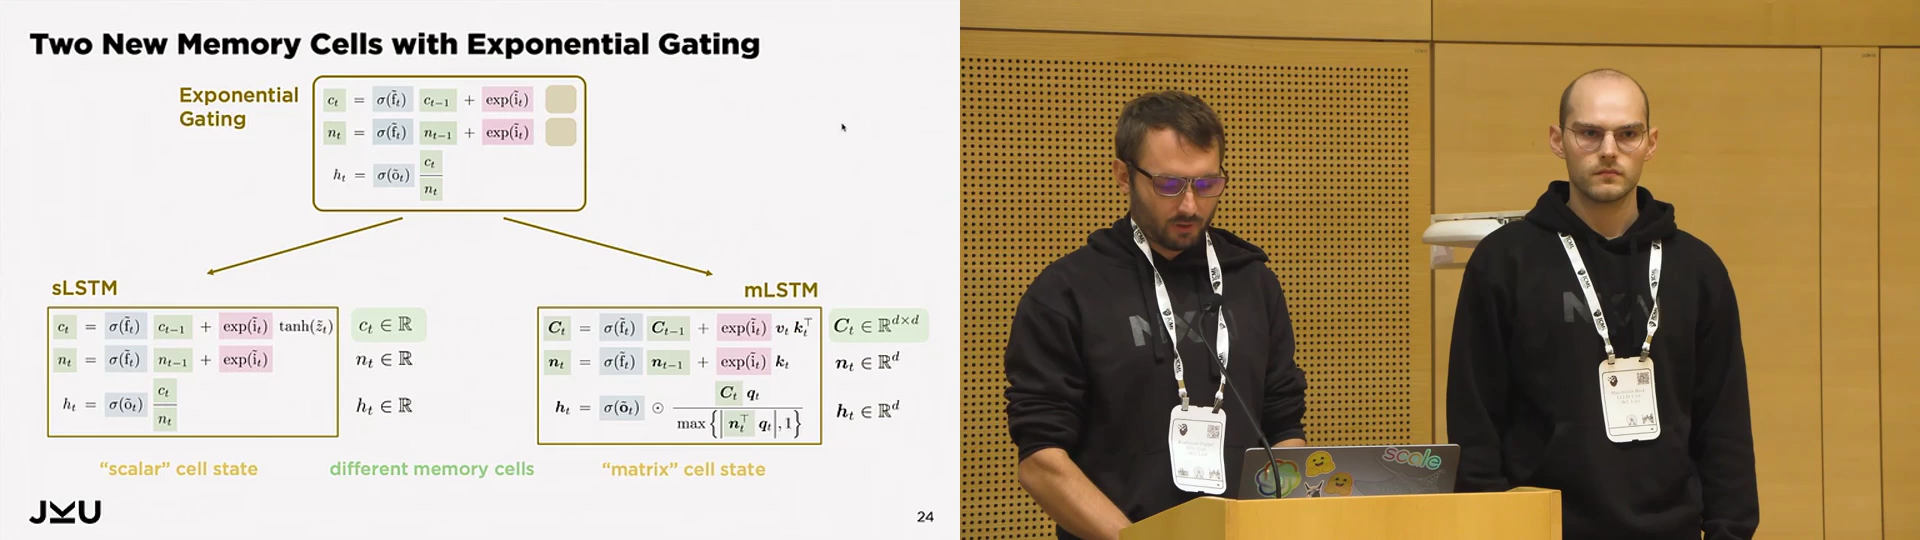 Two New Memory Cells with Exponential Gating
Exponential
Gating
c_t = σ(f̃_t) c_{t−1} + exp(ĩ_t)
n_t = σ(f̃_t) n_{t−1} + exp(ĩ_t)
h_t = σ(õ_t) c_t / n_t
sLSTM
c_t = σ(f̃_t) c_{t−1} + exp(ĩ_t) tanh(z̃_t) c_t ∈ ℝ
n_t = σ(f̃_t) n_{t−1} + exp(ĩ_t) n_t ∈ ℝ
h_t = σ(õ_t) c_t / n_t h_t ∈ ℝ
"scalar" cell state
different memory cells
mLSTM
C_t = σ(f̃_t) C_{t−1} + exp(ĩ_t) v_t k_t^⊤ C_t ∈ ℝ^{d×d}
n_t = σ(f̃_t) n_{t−1} + exp(ĩ_t) k_t n_t ∈ ℝ^d
h_t = σ(õ_t) ⊙ C_t q_t / max{|n_t^⊤ q_t|, 1} h_t ∈ ℝ^d
"matrix" cell state
JKU
24
ICML
scale